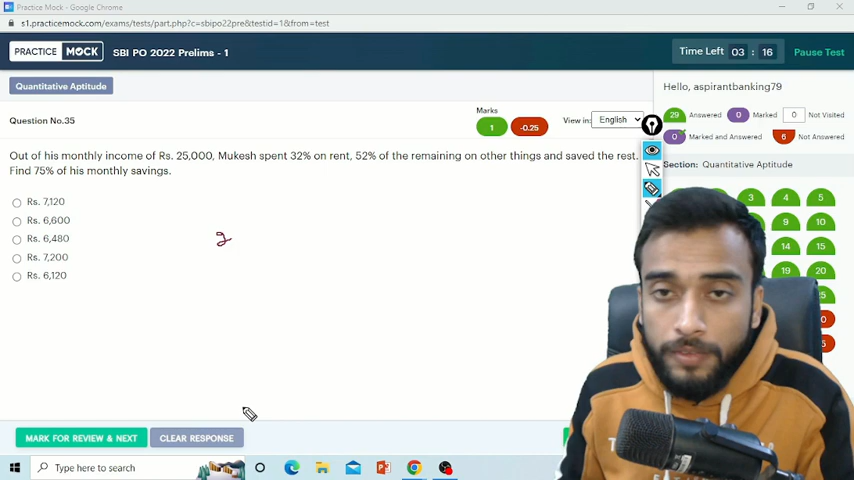 Practice Mock - Google Chrome
s1.practicemock.com/exams/tests/part.php?c=sbipo22pre&testid=1&from=test
PRACTICE MOCK SBI PO 2022 Prelims - 1 Time Left 03 : 16 Pause Test
Quantitative Aptitude
Hello, aspirantbanking79
Question No.35 Marks 1 -0.25 View in: English
29 Answered 0 Marked 0 Not Visited
0 Marked and Answered 6 Not Answered
Section: Quantitative Aptitude
Out of his monthly income of Rs. 25,000, Mukesh spent 32% on rent, 52% of the remaining on other things and saved the rest.
Find 75% of his monthly savings.
Rs. 7,120
Rs. 6,600
Rs. 6,480
Rs. 7,200
Rs. 6,120
2
3 4 5
9 10
14 15
19 20
MARK FOR REVIEW & NEXT CLEAR RESPONSE
Type here to search